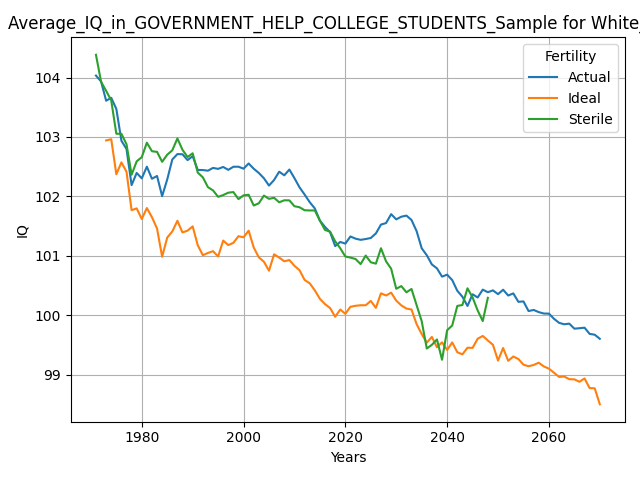 Average_IQ_in_GOVERNMENT_HELP_COLLEGE_STUDENTS_Sample for White_
Fertility
Actual
Ideal
Sterile
104
103
102
101
100
99
IQ
1980
2000
2020
2040
2060
Years